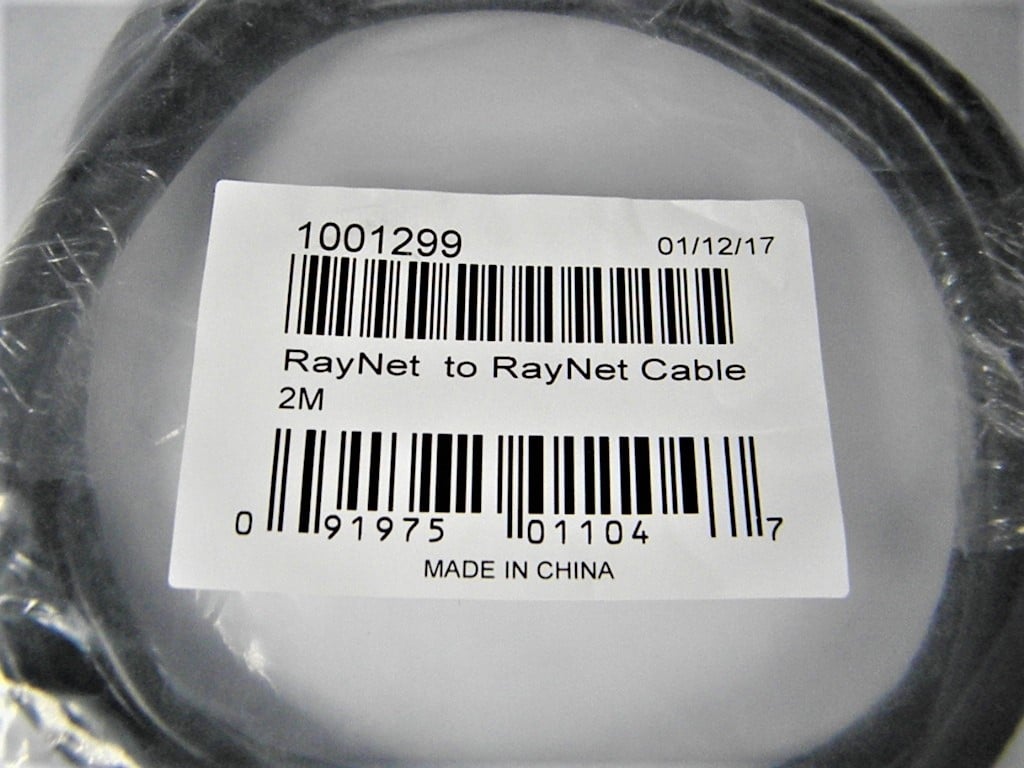 1001299 01/12/17
RayNet to RayNet Cable
2M
0 91975 01104 7
MADE IN CHINA